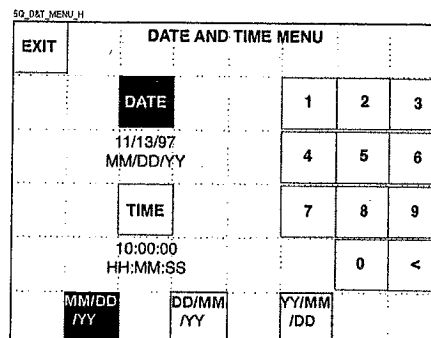 5Q_D&T_MENU_H
EXIT
DATE AND TIME MENU
DATE
1 2 3
11/13/97
MM/DD/YY
4 5 6
TIME
7 8 9
10:00:00
HH:MM:SS
0 <
MM/DD
/YY
DD/MM
/YY
YY/MM
/DD